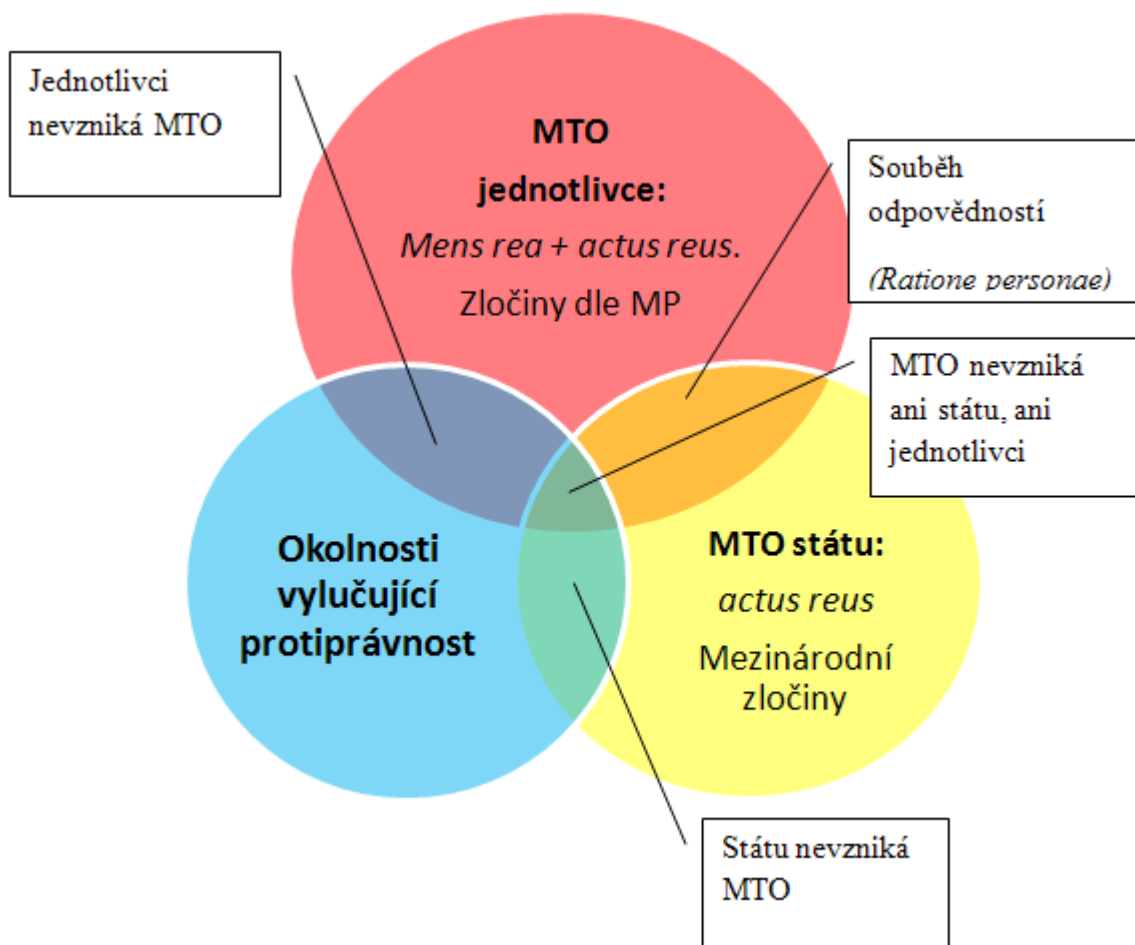 Jednotlivci
nevzniká MTO
MTO
jednotlivce:
Mens rea + actus reus.
Zločiny dle MP
Souběh
odpovědností
(Ratione personae)
MTO nevzniká
ani státu, ani
jednotlivci
Okolnosti
vylučující
protiprávnost
MTO státu:
actus reus
Mezinárodní
zločiny
Státu nevzniká
MTO